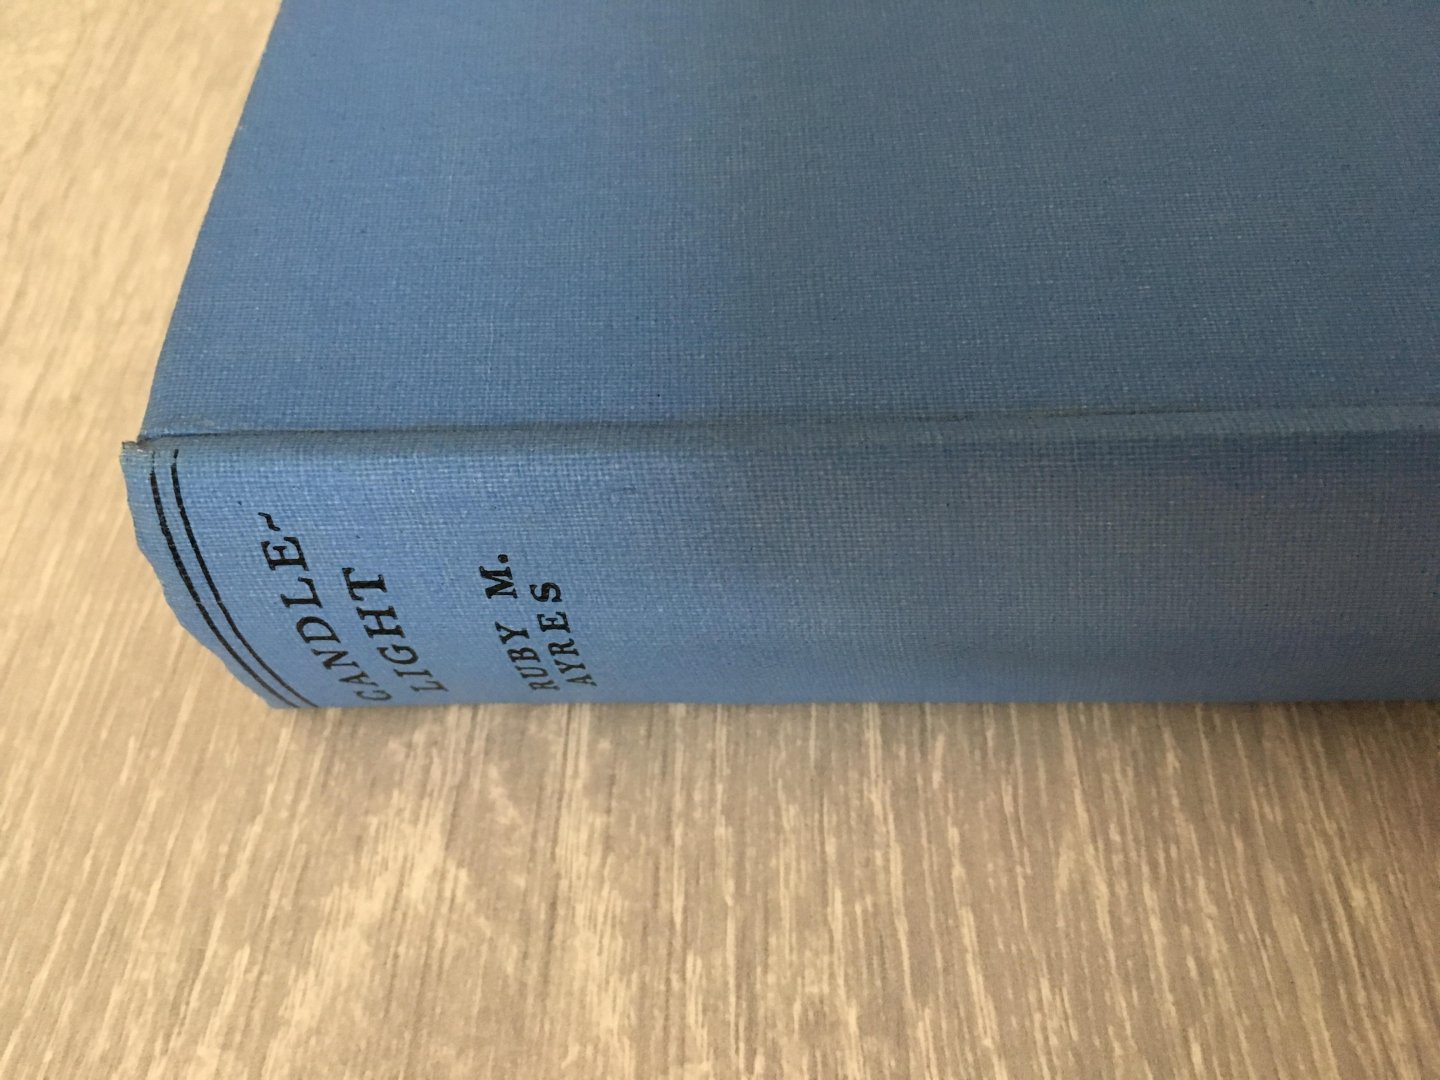 CANDLE~
LIGHT
RUBY M.
AYRES